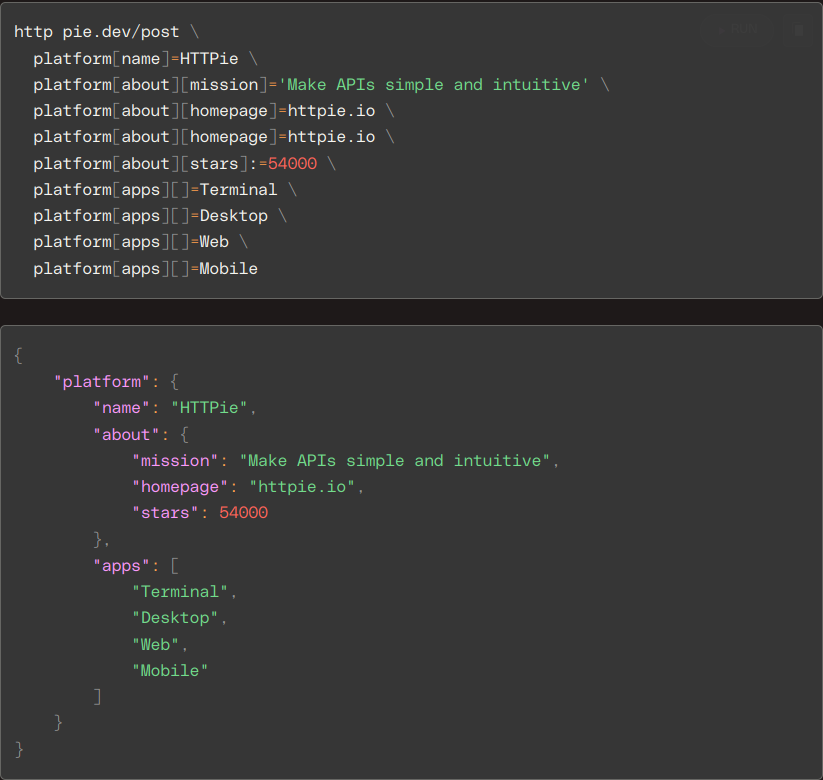 http pie.dev/post \
  platform[name]=HTTPie \
  platform[about][mission]='Make APIs simple and intuitive' \
  platform[about][homepage]=httpie.io \
  platform[about][homepage]=httpie.io \
  platform[about][stars]:=54000 \
  platform[apps][]=Terminal \
  platform[apps][]=Desktop \
  platform[apps][]=Web \
  platform[apps][]=Mobile
{
    "platform": {
        "name": "HTTPie",
        "about": {
            "mission": "Make APIs simple and intuitive",
            "homepage": "httpie.io",
            "stars": 54000
        },
        "apps": [
            "Terminal",
            "Desktop",
            "Web",
            "Mobile"
        ]
    }
}